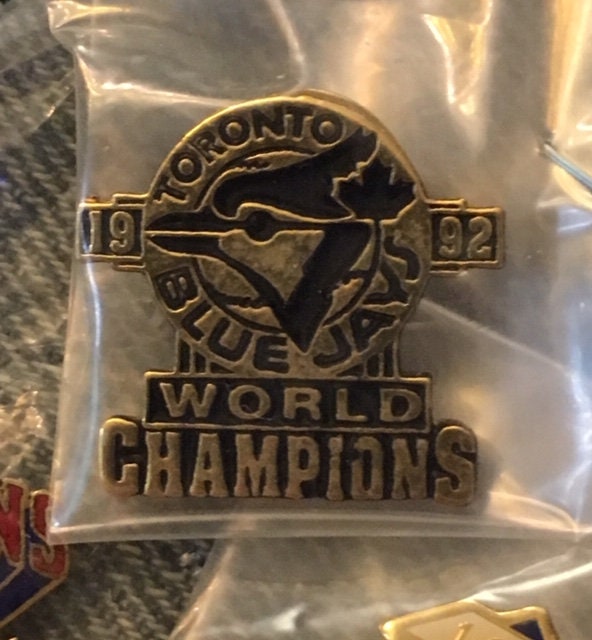 TORONTO
19 92
BLUE JAYS
WORLD
CHAMPIONS